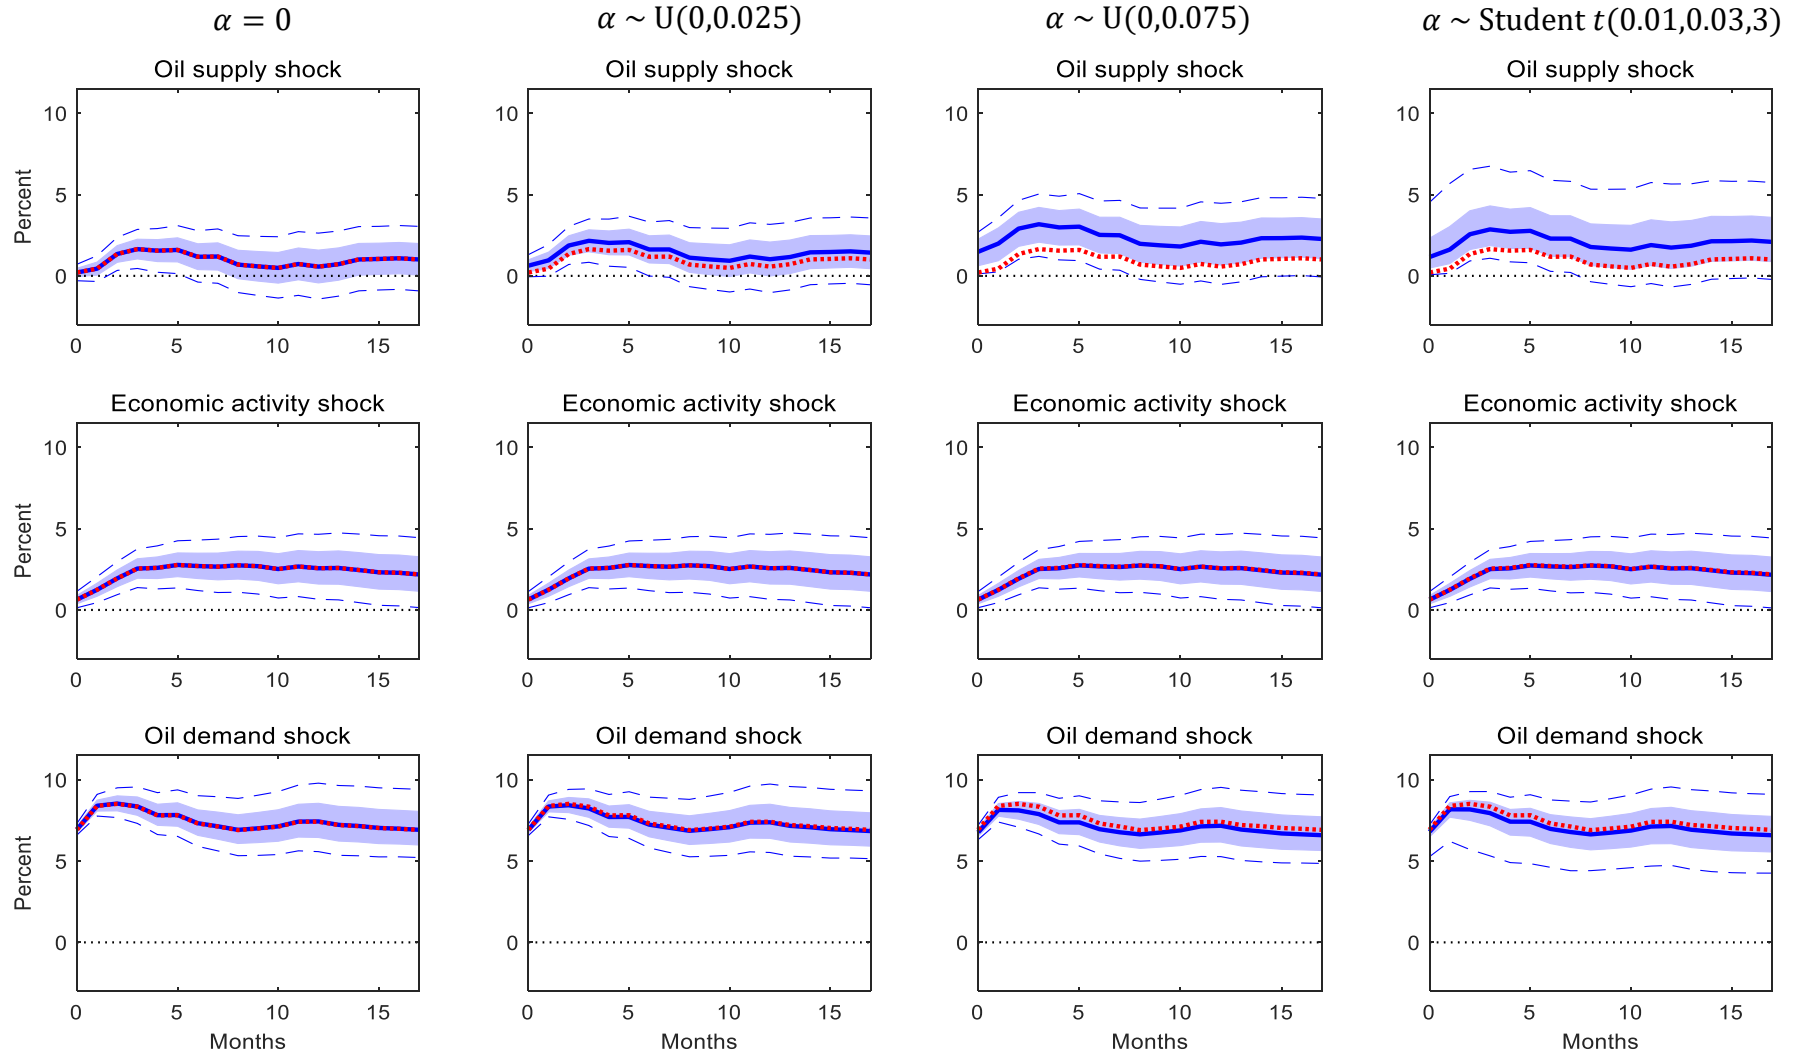 α = 0
α ~ U(0,0.025)
α ~ U(0,0.075)
α ~ Student t(0.01,0.03,3)
Oil supply shock
Oil supply shock
Oil supply shock
Oil supply shock
Percent
10
5
0
0 5 10 15
10
5
0
0 5 10 15
10
5
0
0 5 10 15
10
5
0
0 5 10 15
Economic activity shock
Economic activity shock
Economic activity shock
Economic activity shock
Percent
10
5
0
0 5 10 15
10
5
0
0 5 10 15
10
5
0
0 5 10 15
10
5
0
0 5 10 15
Oil demand shock
Oil demand shock
Oil demand shock
Oil demand shock
Percent
10
5
0
0 5 10 15
Months
10
5
0
0 5 10 15
Months
10
5
0
0 5 10 15
Months
10
5
0
0 5 10 15
Months